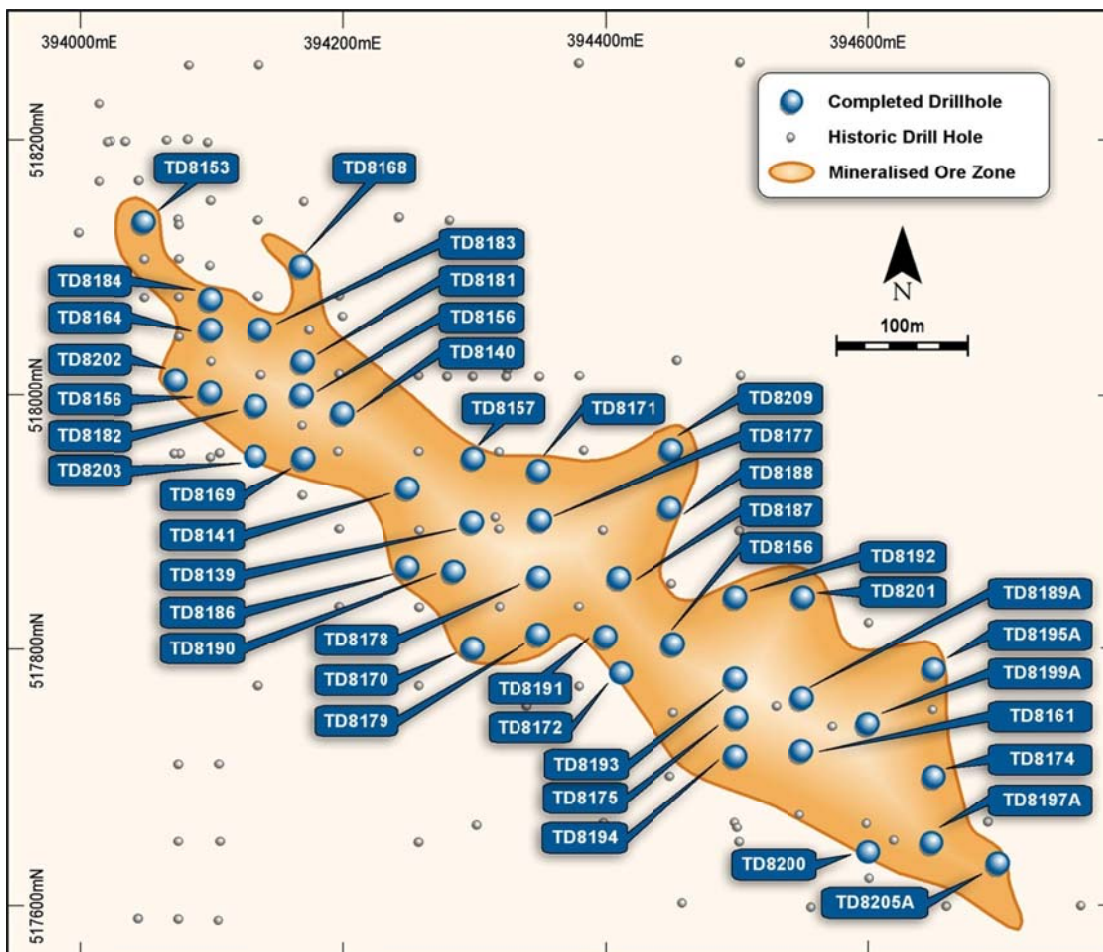 394000mE
394200mE
394400mE
394600mE
518200mN
518000mN
517800mN
517600mN
Completed Drillhole
Historic Drill Hole
Mineralised Ore Zone
N
100m
TD8153
TD8168
TD8183
TD8184
TD8181
TD8164
TD8156
TD8202
TD8140
TD8156
TD8182
TD8203
TD8157
TD8171
TD8209
TD8177
TD8188
TD8187
TD8156
TD8169
TD8141
TD8139
TD8186
TD8190
TD8178
TD8170
TD8179
TD8191
TD8172
TD8192
TD8201
TD8189A
TD8195A
TD8199A
TD8161
TD8174
TD8197A
TD8193
TD8175
TD8194
TD8200
TD8205A